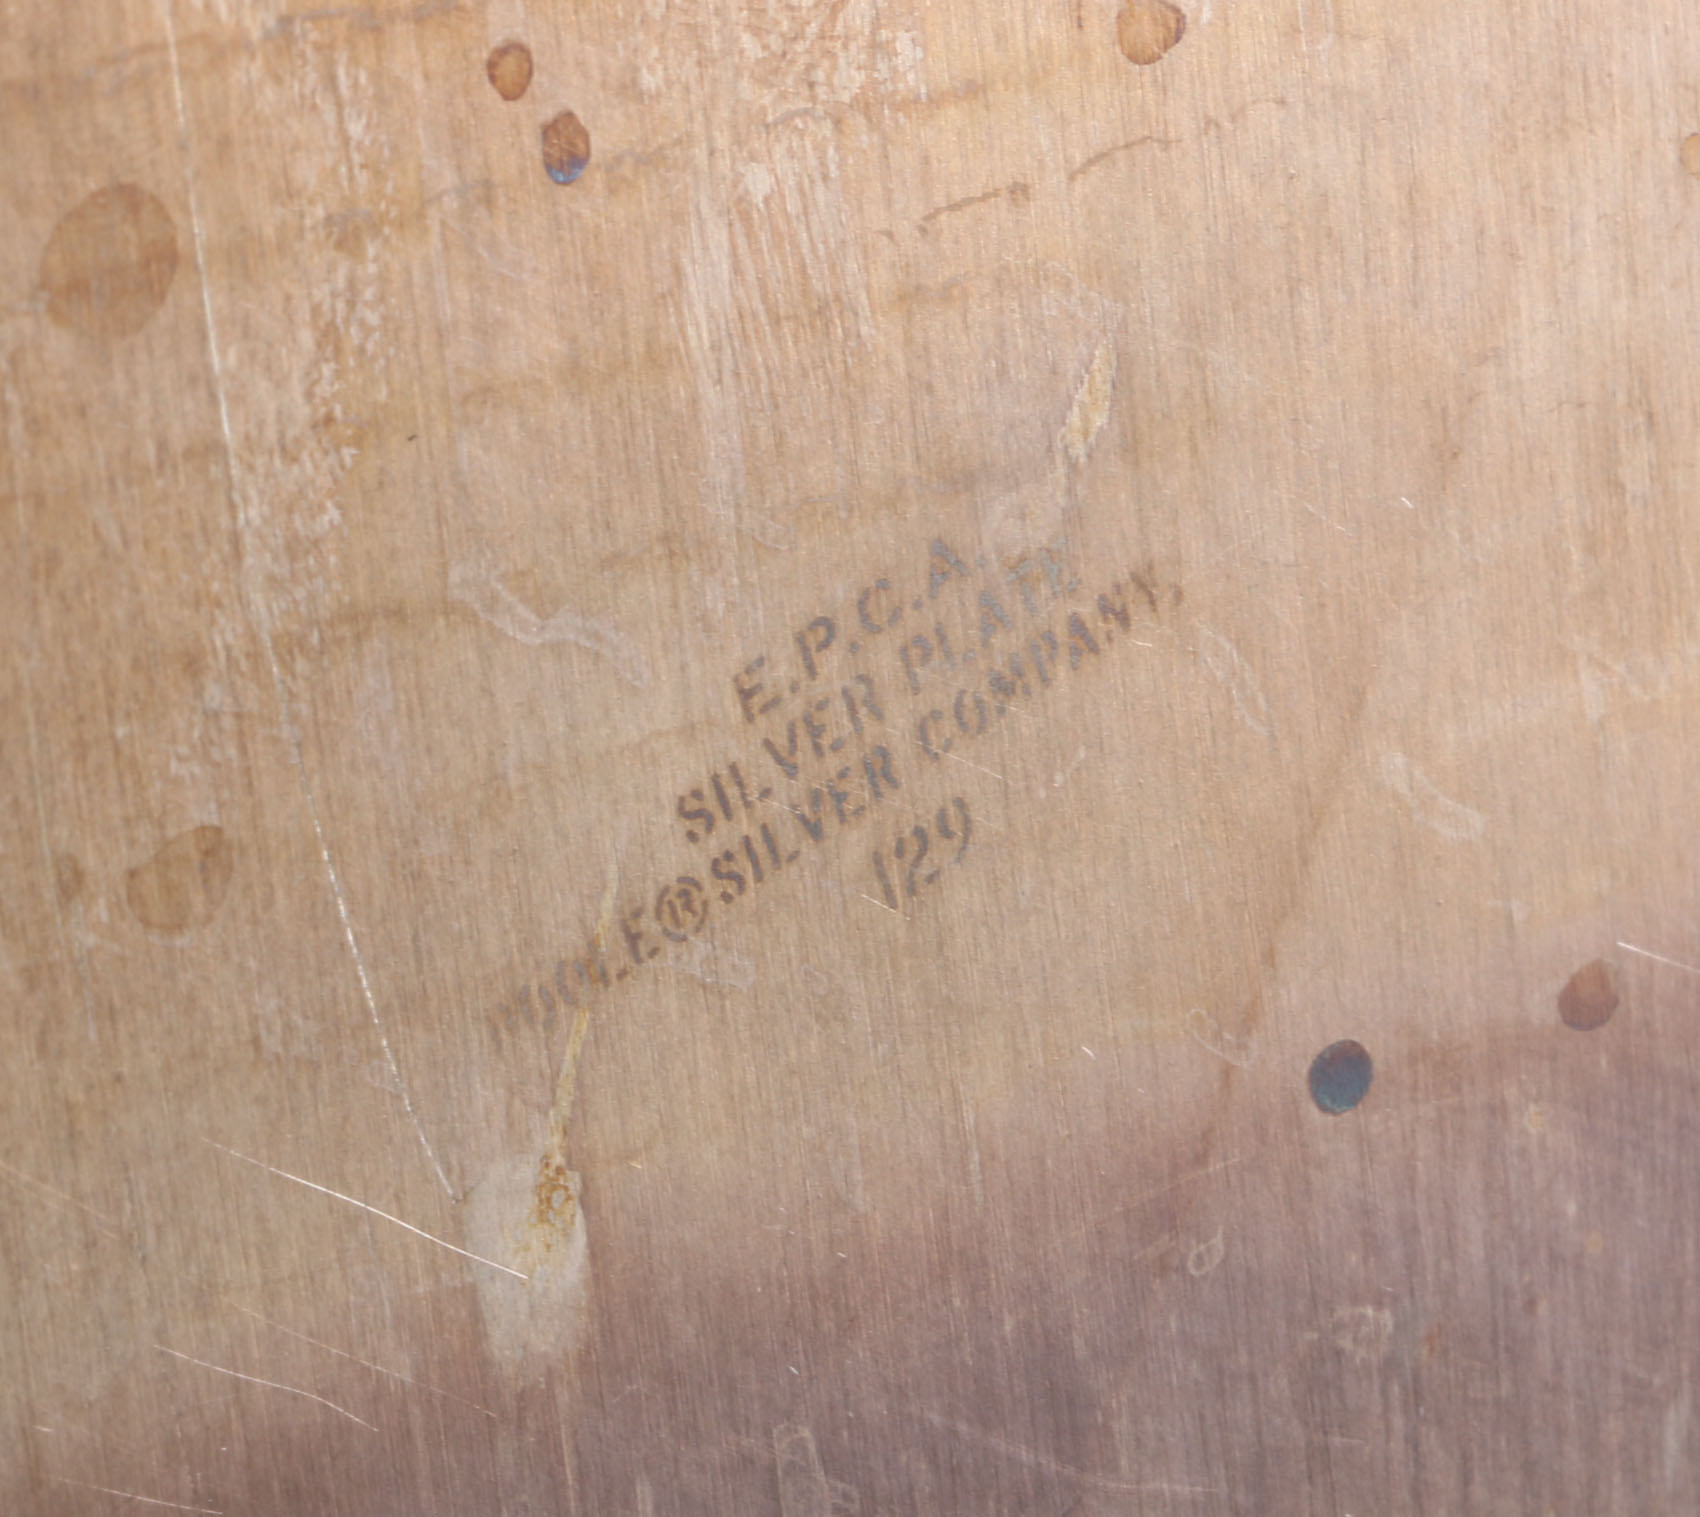 E.P.C.A.
SILVER PLATE
POOLE® SILVER COMPANY.
129